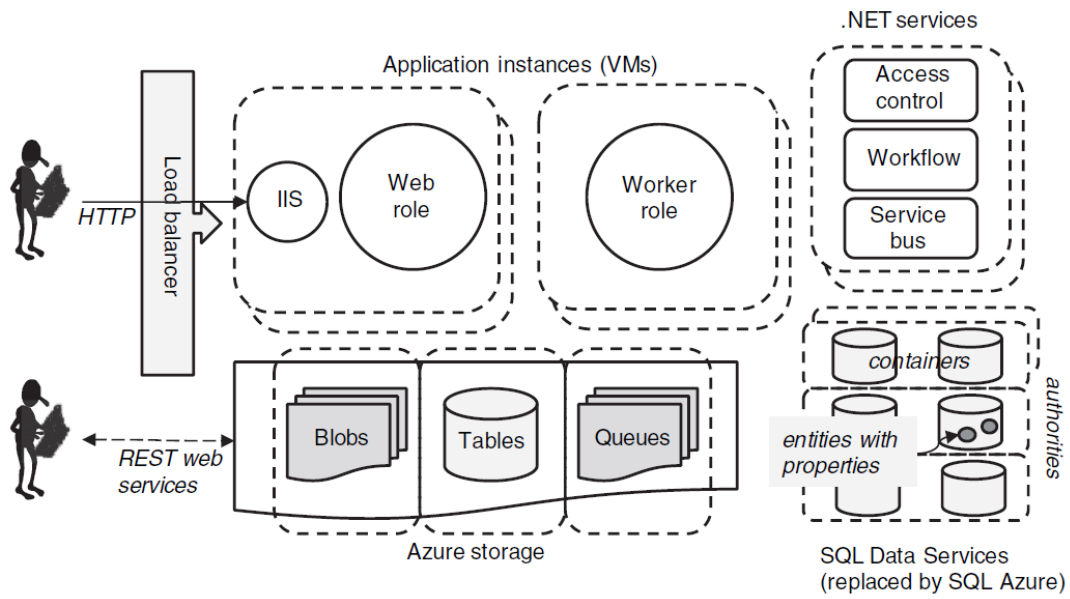 .NET services
Application instances (VMs)
Access
control
Workflow
Service
bus
Load balancer
HTTP
IIS
Web
role
Worker
role
containers
authorities
entities with
properties
Blobs
Tables
Queues
REST web
services
Azure storage
SQL Data Services
(replaced by SQL Azure)